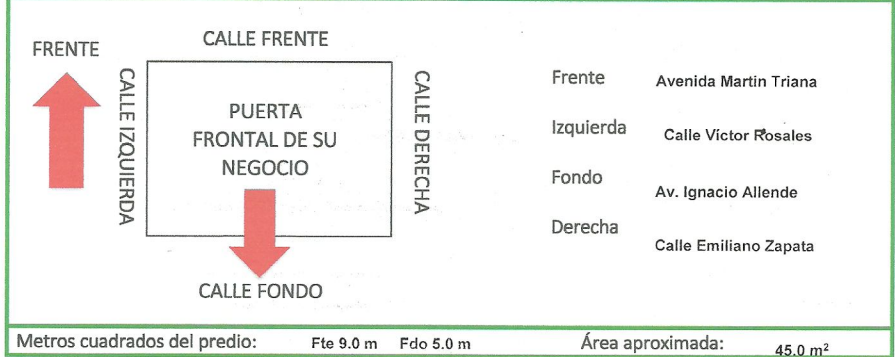 FRENTE
CALLE FRENTE
CALLE IZQUIERDA
PUERTA
FRONTAL DE SU
NEGOCIO
CALLE DERECHA
CALLE FONDO
Frente Avenida Martin Triana
Izquierda Calle Víctor Rosales
Fondo Av. Ignacio Allende
Derecha Calle Emiliano Zapata
Metros cuadrados del predio: Fte 9.0 m Fdo 5.0 m Área aproximada: 45.0 m²